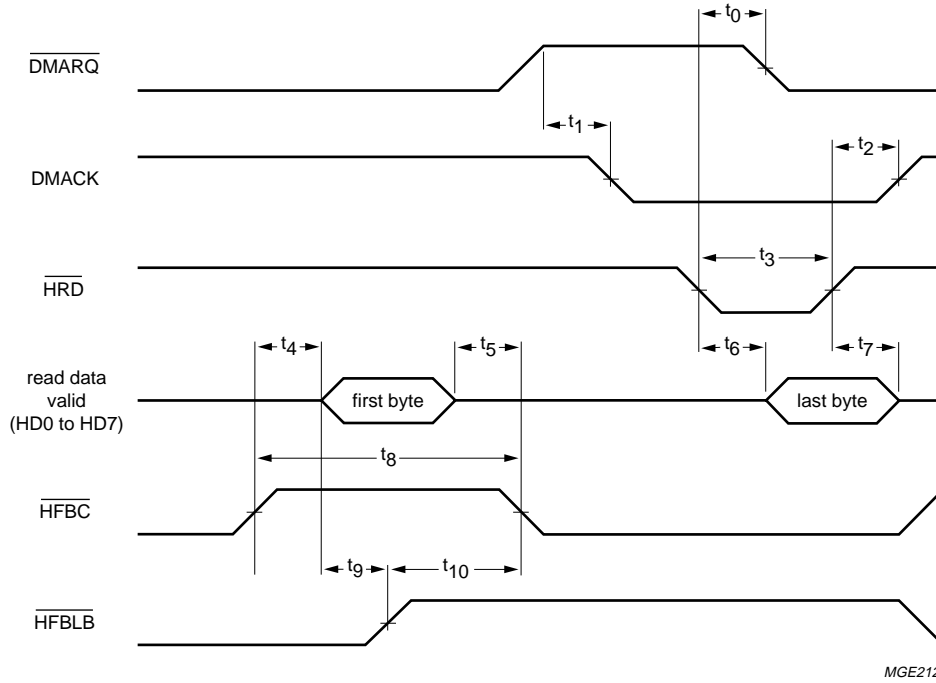 t0
DMARQ
t1
t2
DMACK
t3
HRD
t4
t5
t6
t7
read data
valid
(HD0 to HD7)
first byte
last byte
t8
HFBC
t9
t10
HFBLB
MGE212